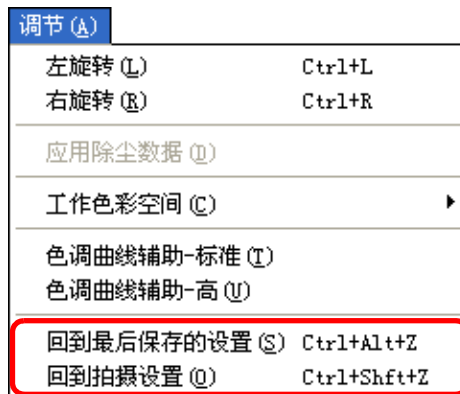 调节(A)
左旋转(L) Ctrl+L
右旋转(R) Ctrl+R
应用除尘数据(D)
工作色彩空间(C)
色调曲线辅助-标准(T)
色调曲线辅助-高(U)
回到最后保存的设置(S) Ctrl+Alt+Z
回到拍摄设置(O) Ctrl+Shft+Z